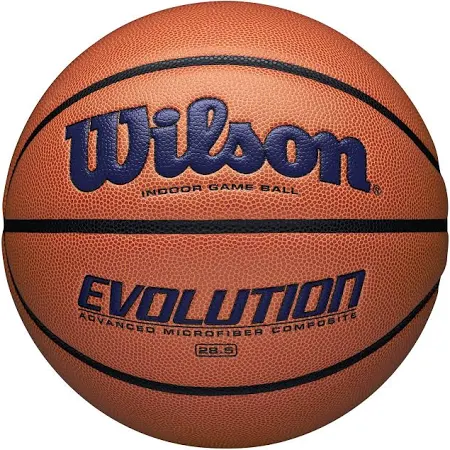 Wilson®
INDOOR GAME BALL
EVOLUTION
ADVANCED MICROFIBER COMPOSITE
28.5